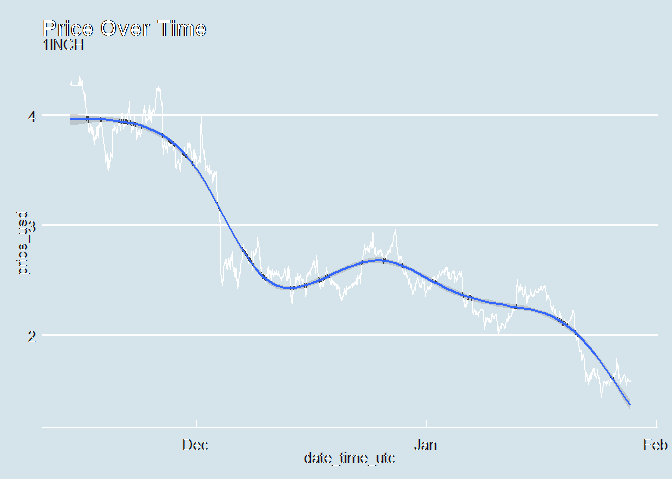 Price Over Time
1INCH
4
3
2
price_usd
Dec
Jan
Feb
date_time_utc